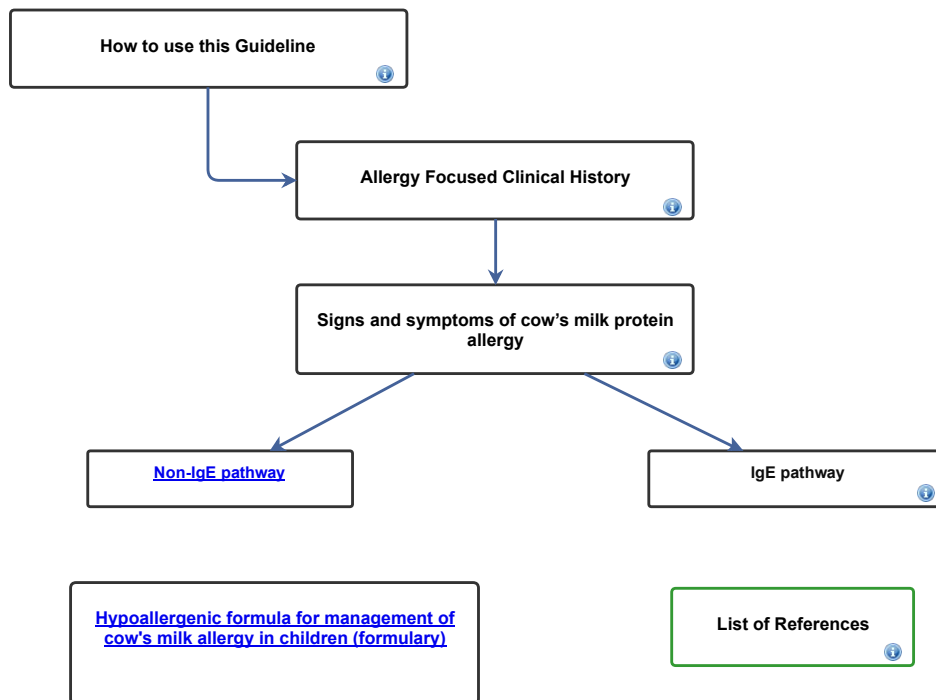 How to use this Guideline
Allergy Focused Clinical History
Signs and symptoms of cow’s milk protein
allergy
Non-IgE pathway
IgE pathway
Hypoallergenic formula for management of
cow's milk allergy in children (formulary)
List of References